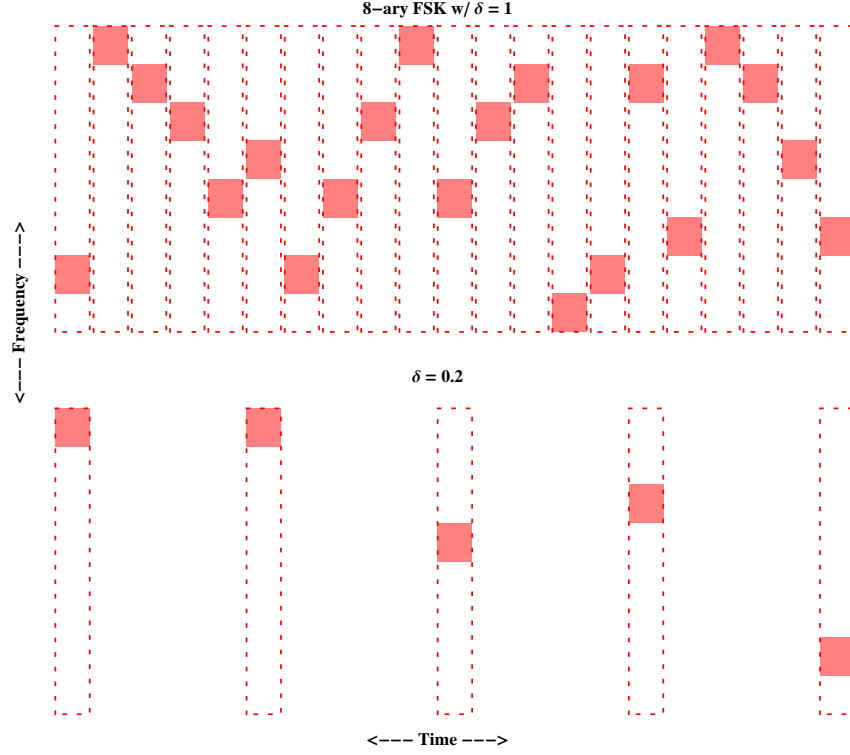 8−ary FSK w/ δ = 1
<−−− Frequency −−−>
δ = 0.2
<−−− Time −−−>